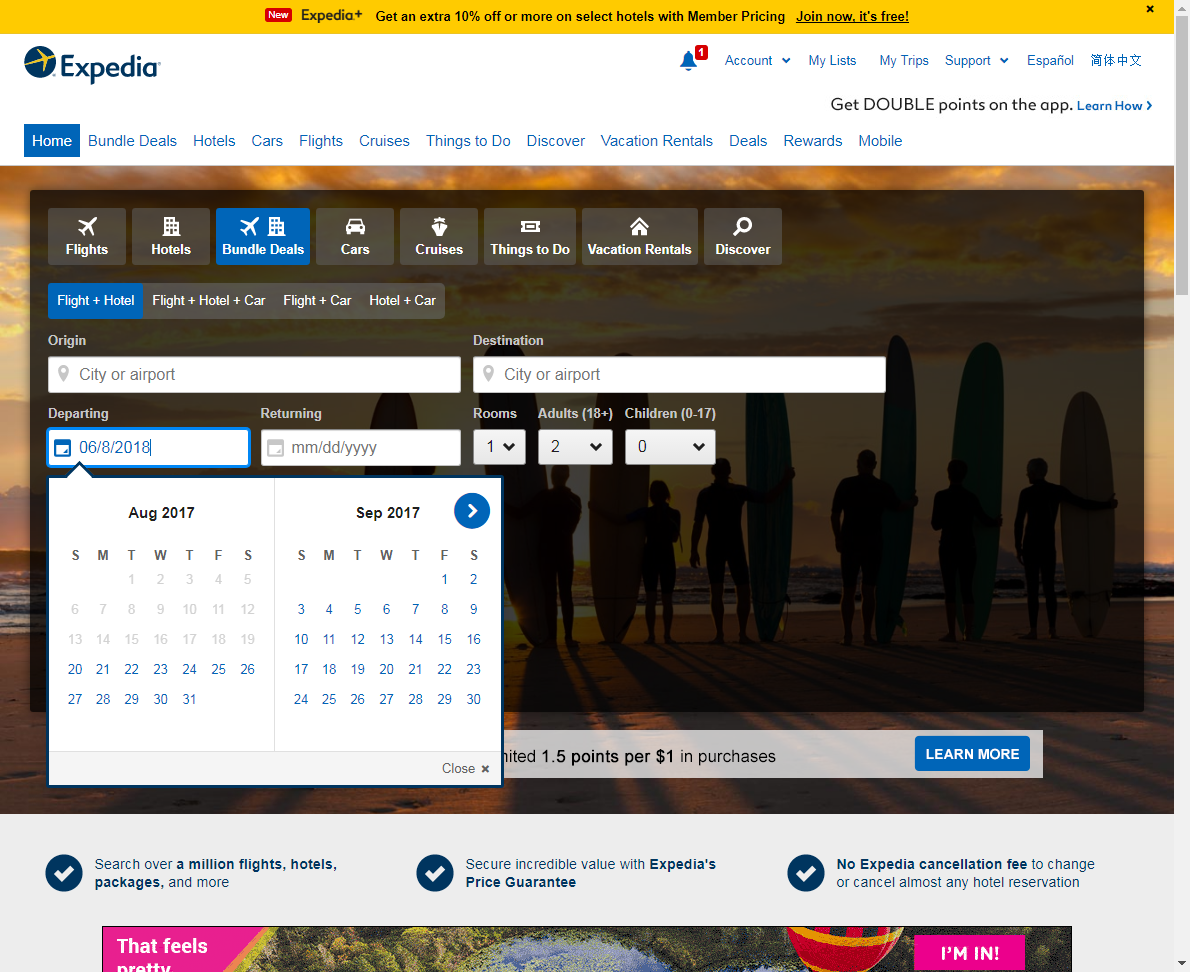 New Expedia+ Get an extra 10% off or more on select hotels with Member Pricing Join now, it's free!
Expedia
1 Account My Lists My Trips Support Español 简体中文
Get DOUBLE points on the app. Learn How
Home Bundle Deals Hotels Cars Flights Cruises Things to Do Discover Vacation Rentals Deals Rewards Mobile
Flights Hotels Bundle Deals Cars Cruises Things to Do Vacation Rentals Discover
Flight + Hotel Flight + Hotel + Car Flight + Car Hotel + Car
Origin Destination
City or airport City or airport
Departing Returning Rooms Adults (18+) Children (0-17)
06/8/2018 mm/dd/yyyy 1 2 0
Aug 2017 Sep 2017
S M T W T F S S M T W T F S
1 2 3 4 5 1 2
6 7 8 9 10 11 12 3 4 5 6 7 8 9
13 14 15 16 17 18 19 10 11 12 13 14 15 16
20 21 22 23 24 25 26 17 18 19 20 21 22 23
27 28 29 30 31 24 25 26 27 28 29 30
Close
1.5 points per $1 in purchases LEARN MORE
Search over a million flights, hotels,
packages, and more
Secure incredible value with Expedia's
Price Guarantee
No Expedia cancellation fee to change
or cancel almost any hotel reservation
That feels
pretty
I'M IN!